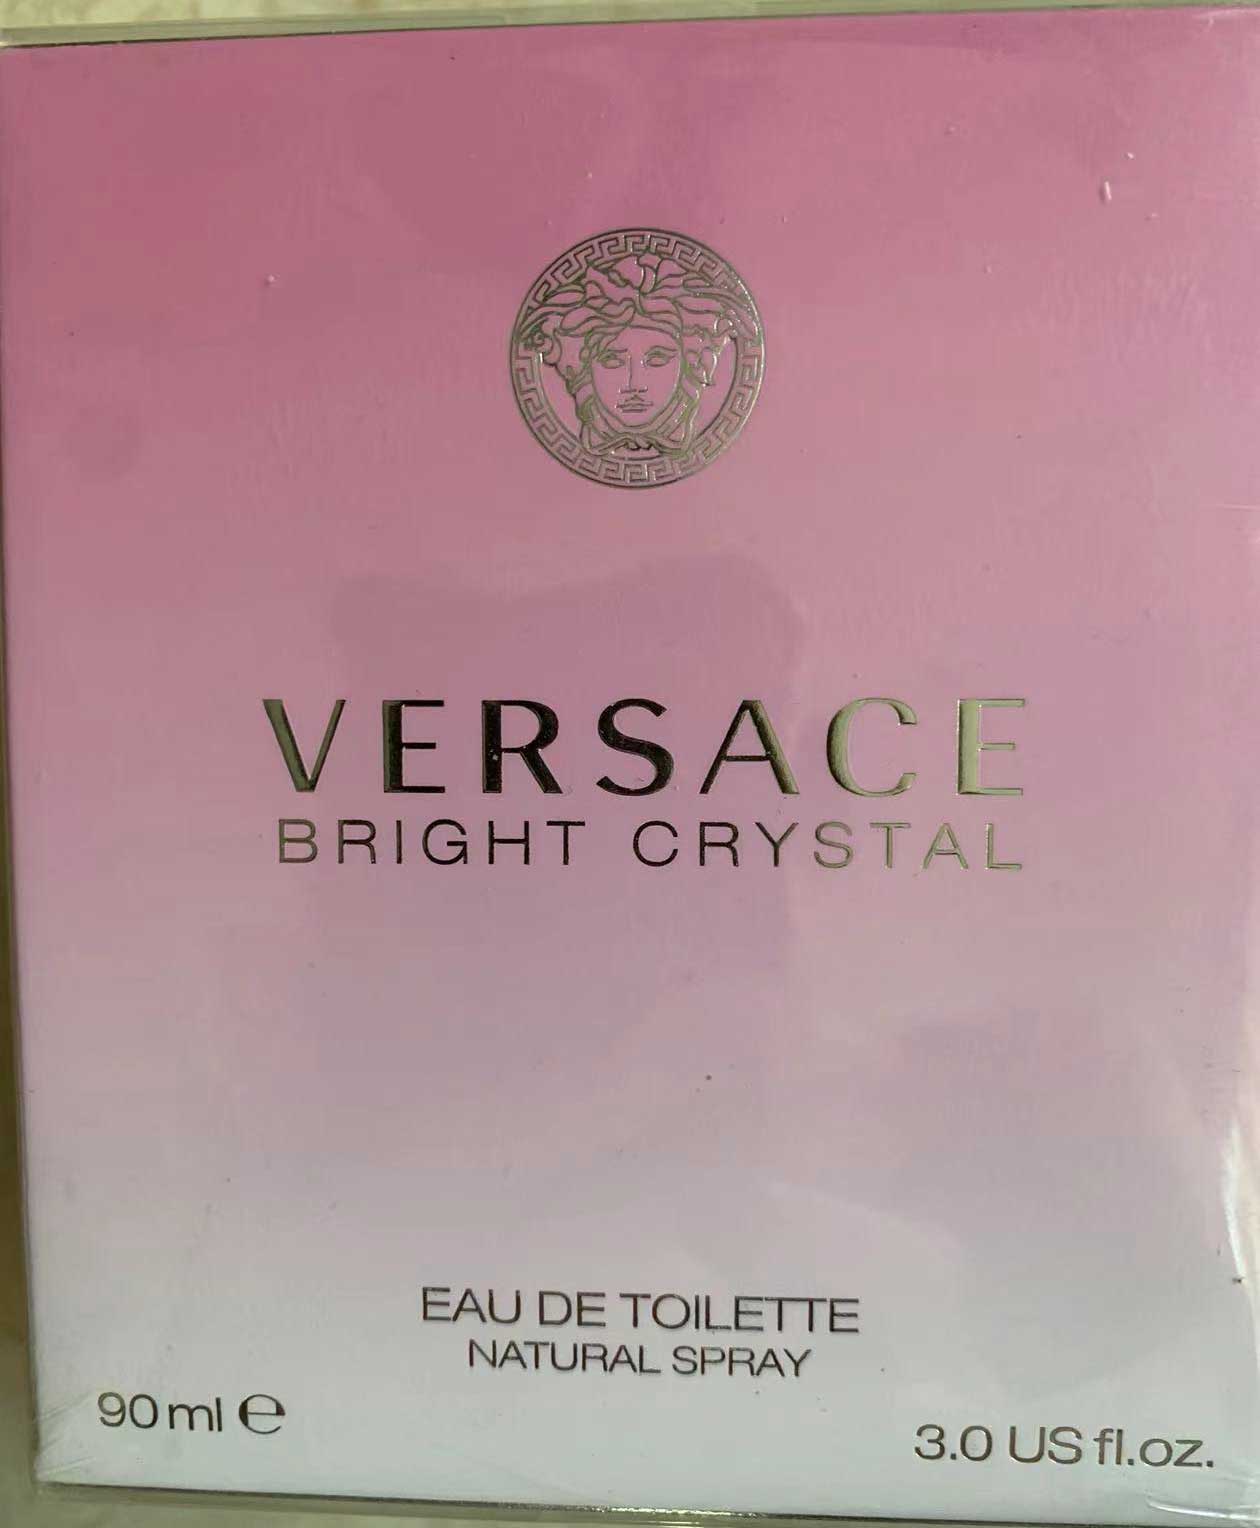 VERSACE
BRIGHT CRYSTAL
EAU DE TOILETTE
NATURAL SPRAY
90 ml ℮
3.0 US fl.oz.